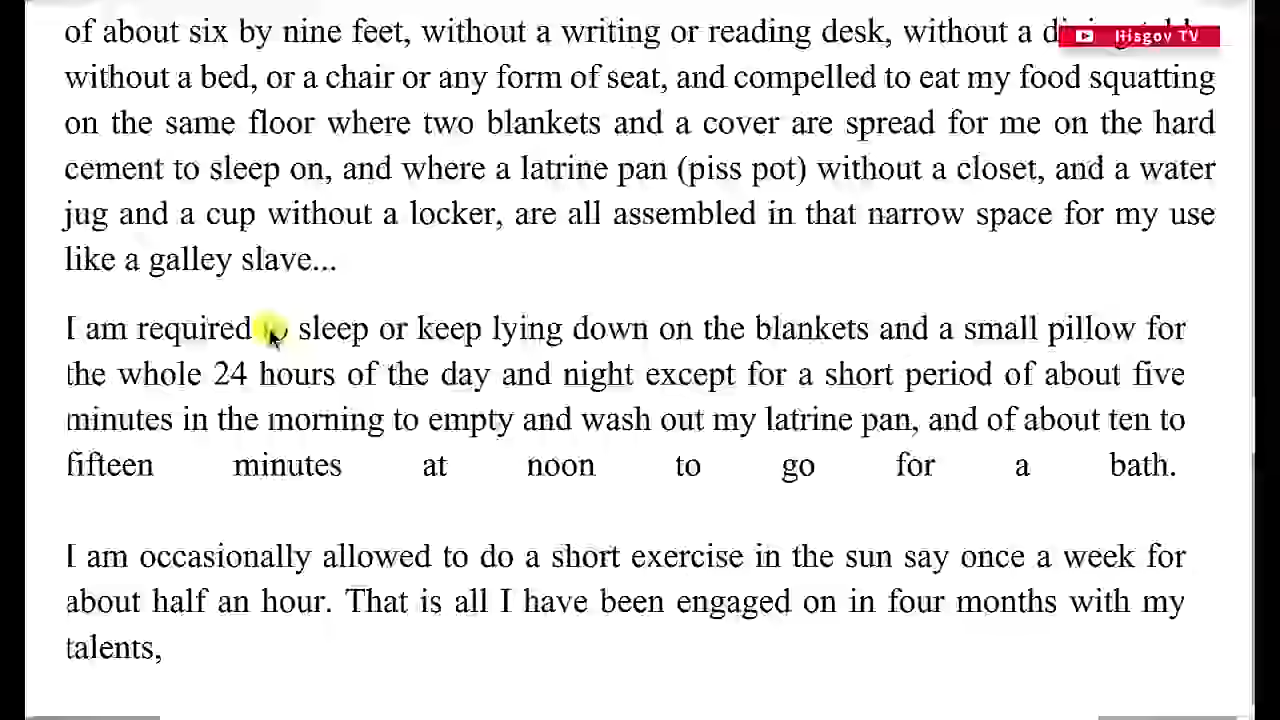 of about six by nine feet, without a writing or reading desk, without a
Hisgov TV
without a bed, or a chair or any form of seat, and compelled to eat my food squatting
on the same floor where two blankets and a cover are spread for me on the hard
cement to sleep on, and where a latrine pan (piss pot) without a closet, and a water
jug and a cup without a locker, are all assembled in that narrow space for my use
like a galley slave...
I am required sleep or keep lying down on the blankets and a small pillow for
the whole 24 hours of the day and night except for a short period of about five
minutes in the morning to empty and wash out my latrine pan, and of about ten to
fifteen minutes at noon to go for a bath.
I am occasionally allowed to do a short exercise in the sun say once a week for
about half an hour. That is all I have been engaged on in four months with my
talents,